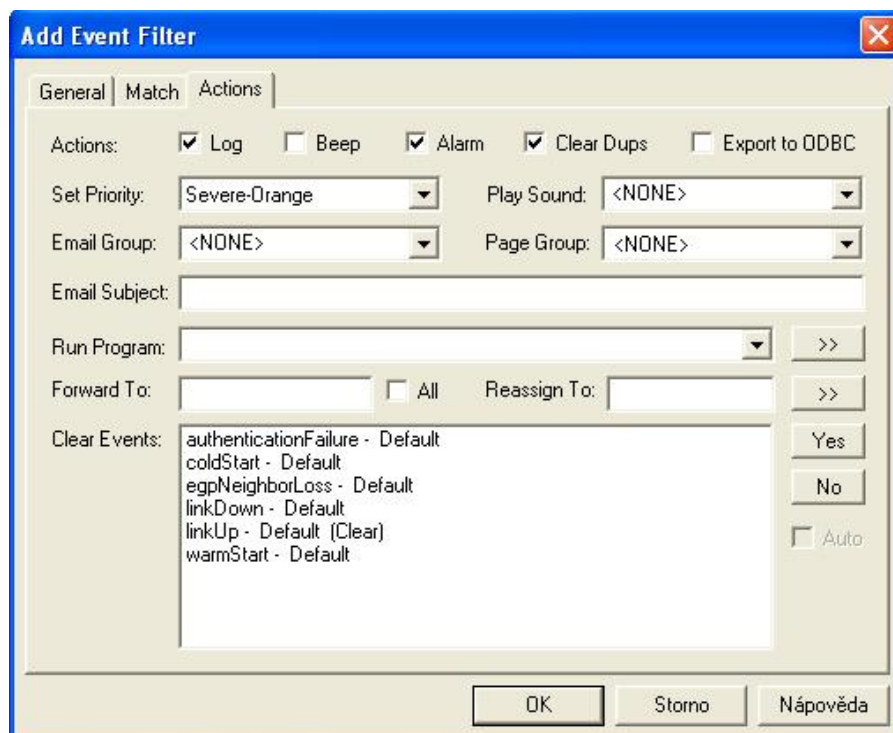 Add Event Filter
General Match Actions
Actions: Log Beep Alarm Clear Dups Export to ODBC
Set Priority: Severe-Orange Play Sound: <NONE>
Email Group: <NONE> Page Group: <NONE>
Email Subject:
Run Program: >>
Forward To: All Reassign To: >>
Clear Events: authenticationFailure - Default Yes
coldStart - Default
egpNeighborLoss - Default No
linkDown - Default
linkUp - Default (Clear) Auto
warmStart - Default
OK Storno Nápověda